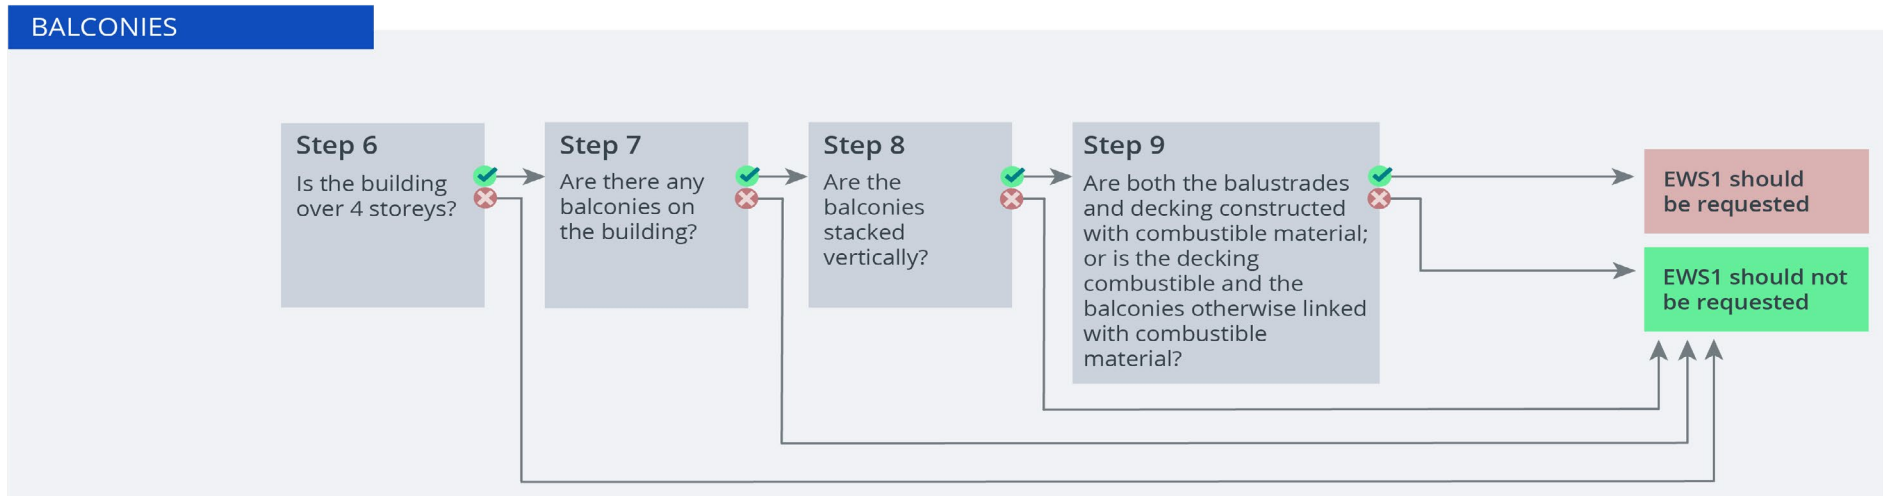 BALCONIES
Step 6
Is the building
over 4 storeys?
Step 7
Are there any
balconies on
the building?
Step 8
Are the
balconies
stacked
vertically?
Step 9
Are both the balustrades
and decking constructed
with combustible material;
or is the decking
combustible and the
balconies otherwise linked
with combustible
material?
EWS1 should
be requested
EWS1 should not
be requested